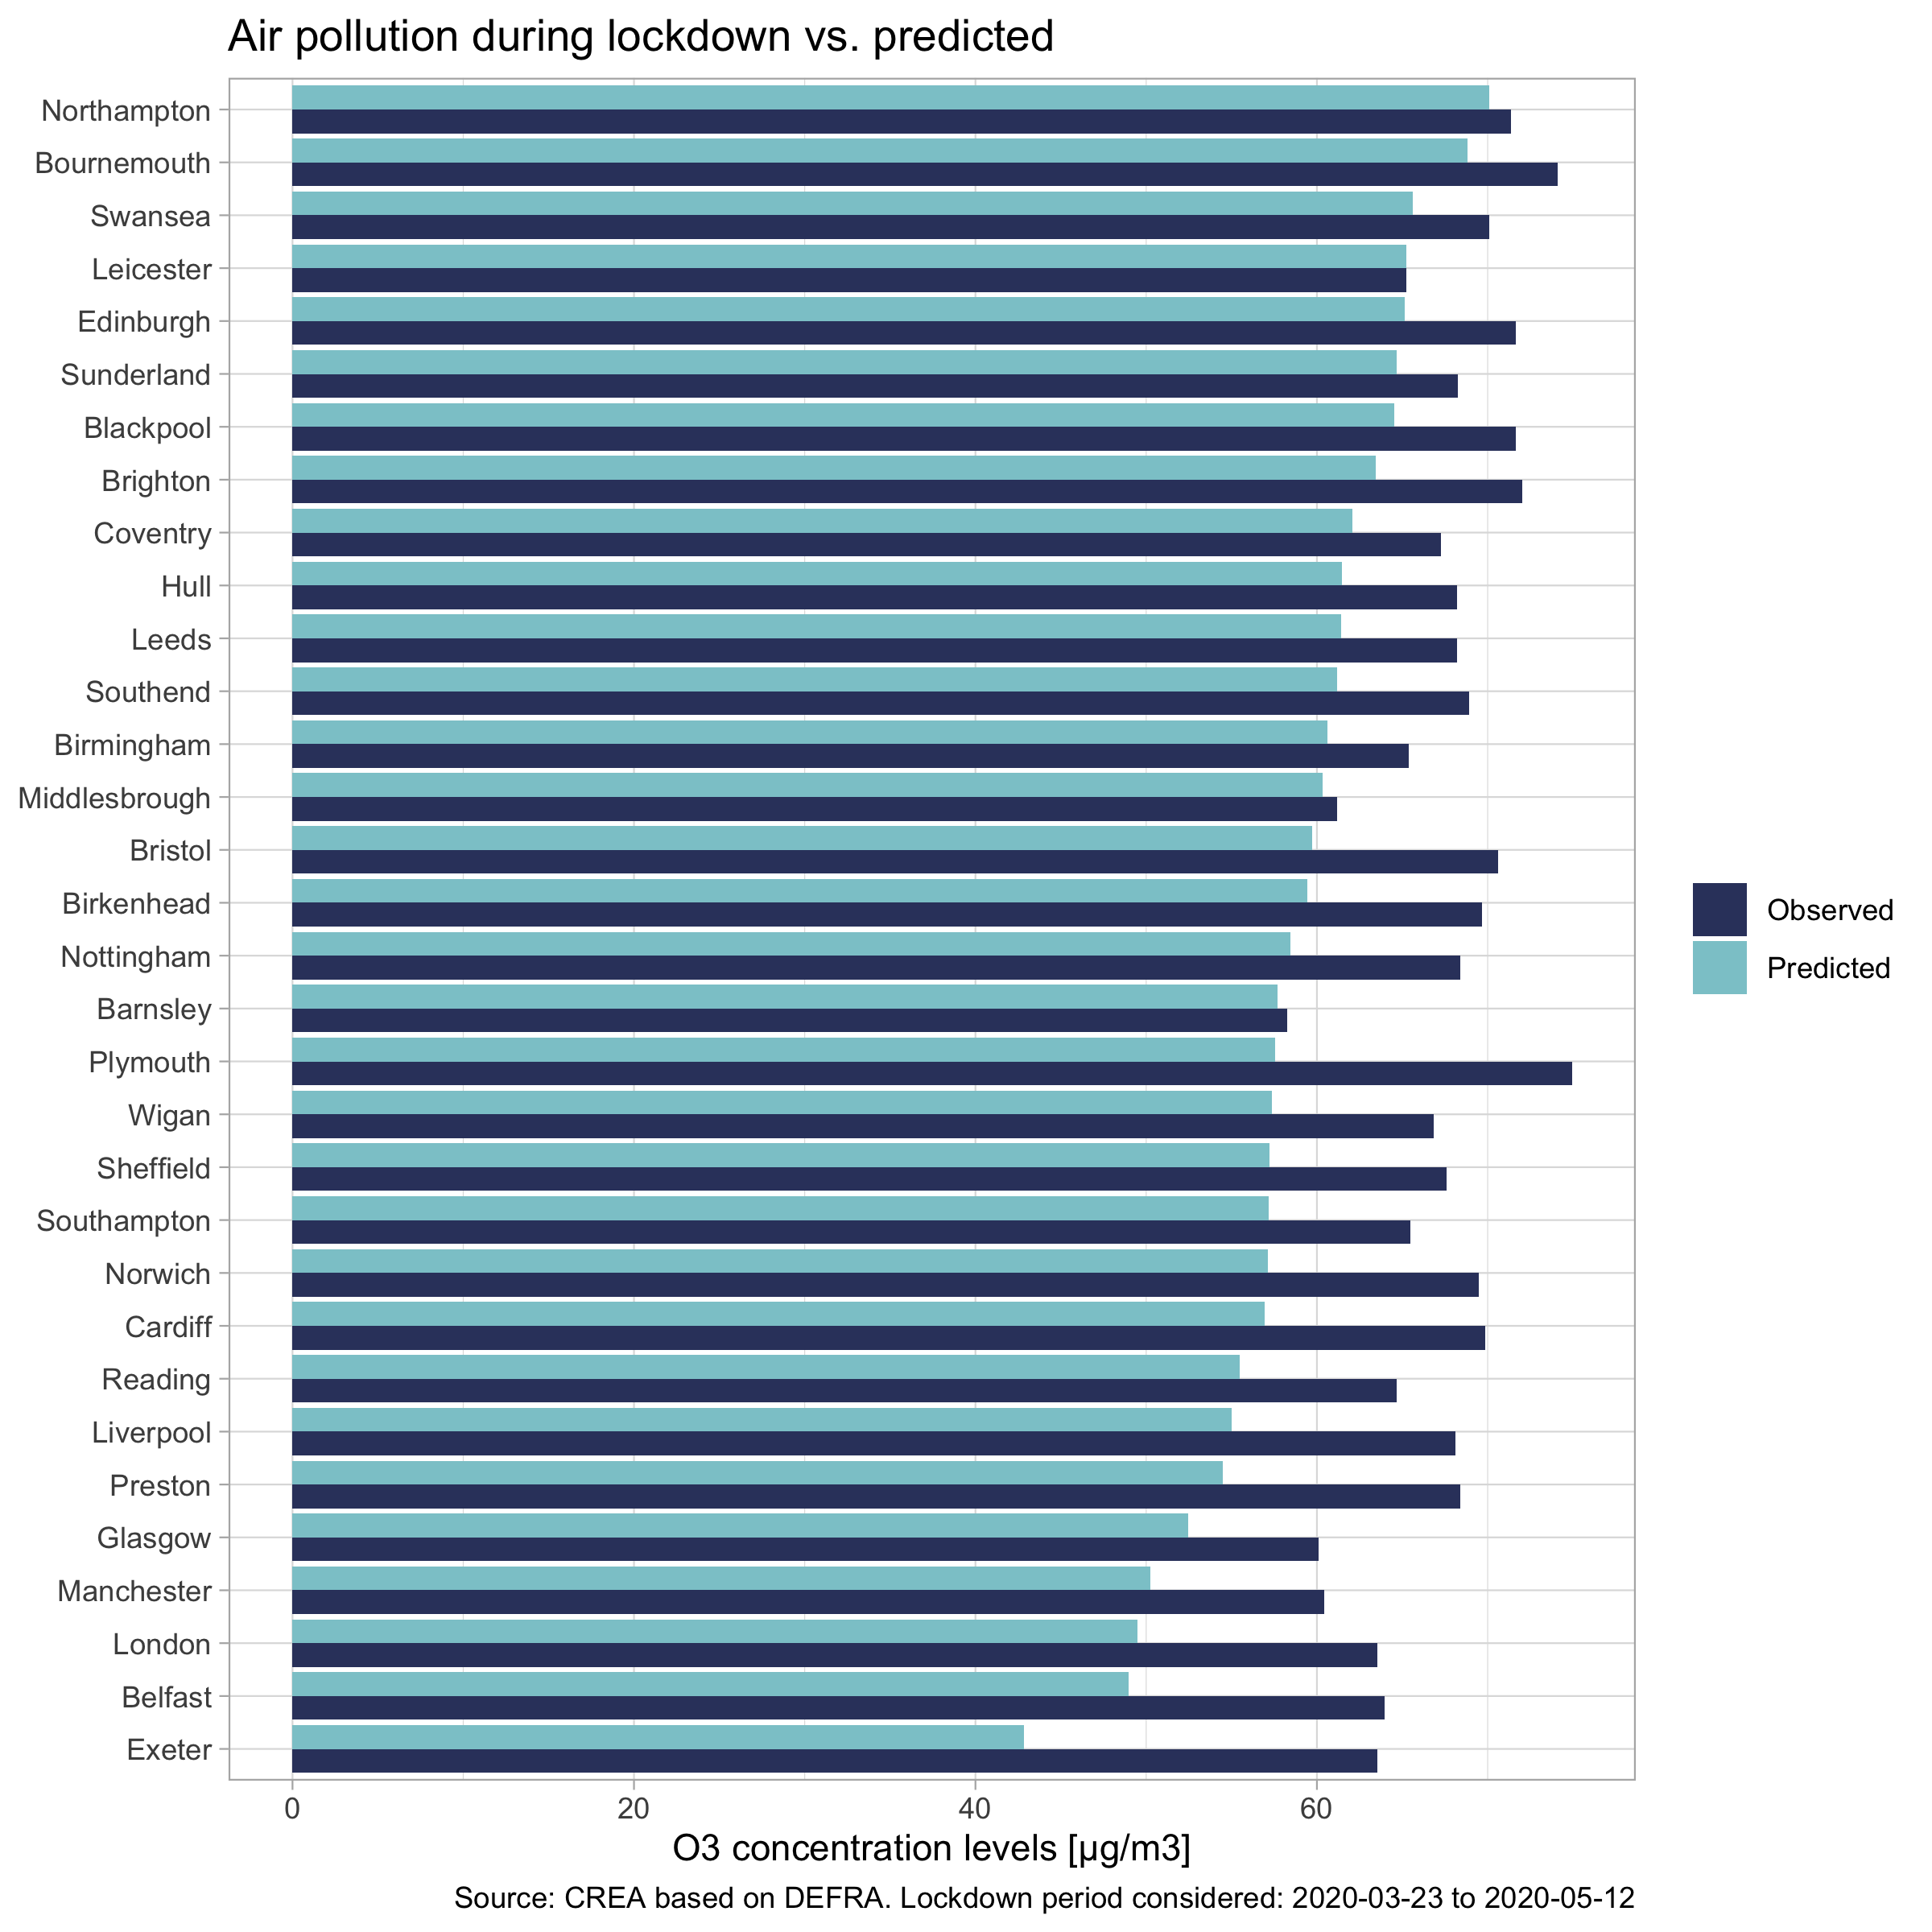 Air pollution during lockdown vs. predicted
Northampton
Bournemouth
Swansea
Leicester
Edinburgh
Sunderland
Blackpool
Brighton
Coventry
Hull
Leeds
Southend
Birmingham
Middlesbrough
Bristol
Birkenhead
Nottingham
Barnsley
Plymouth
Wigan
Sheffield
Southampton
Norwich
Cardiff
Reading
Liverpool
Preston
Glasgow
Manchester
London
Belfast
Exeter
Observed
Predicted
0 20 40 60
O3 concentration levels [µg/m3]
Source: CREA based on DEFRA. Lockdown period considered: 2020-03-23 to 2020-05-12